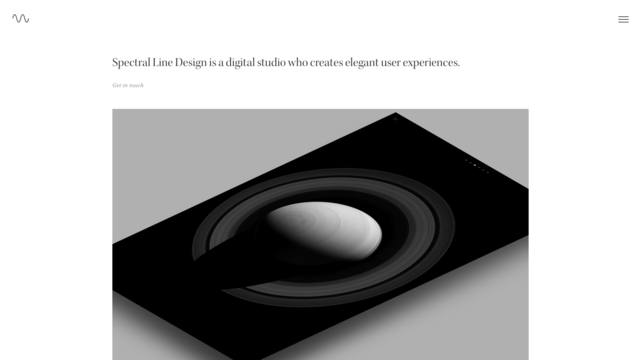 Spectral Line Design is a digital studio who creates elegant user experiences.
Get in touch